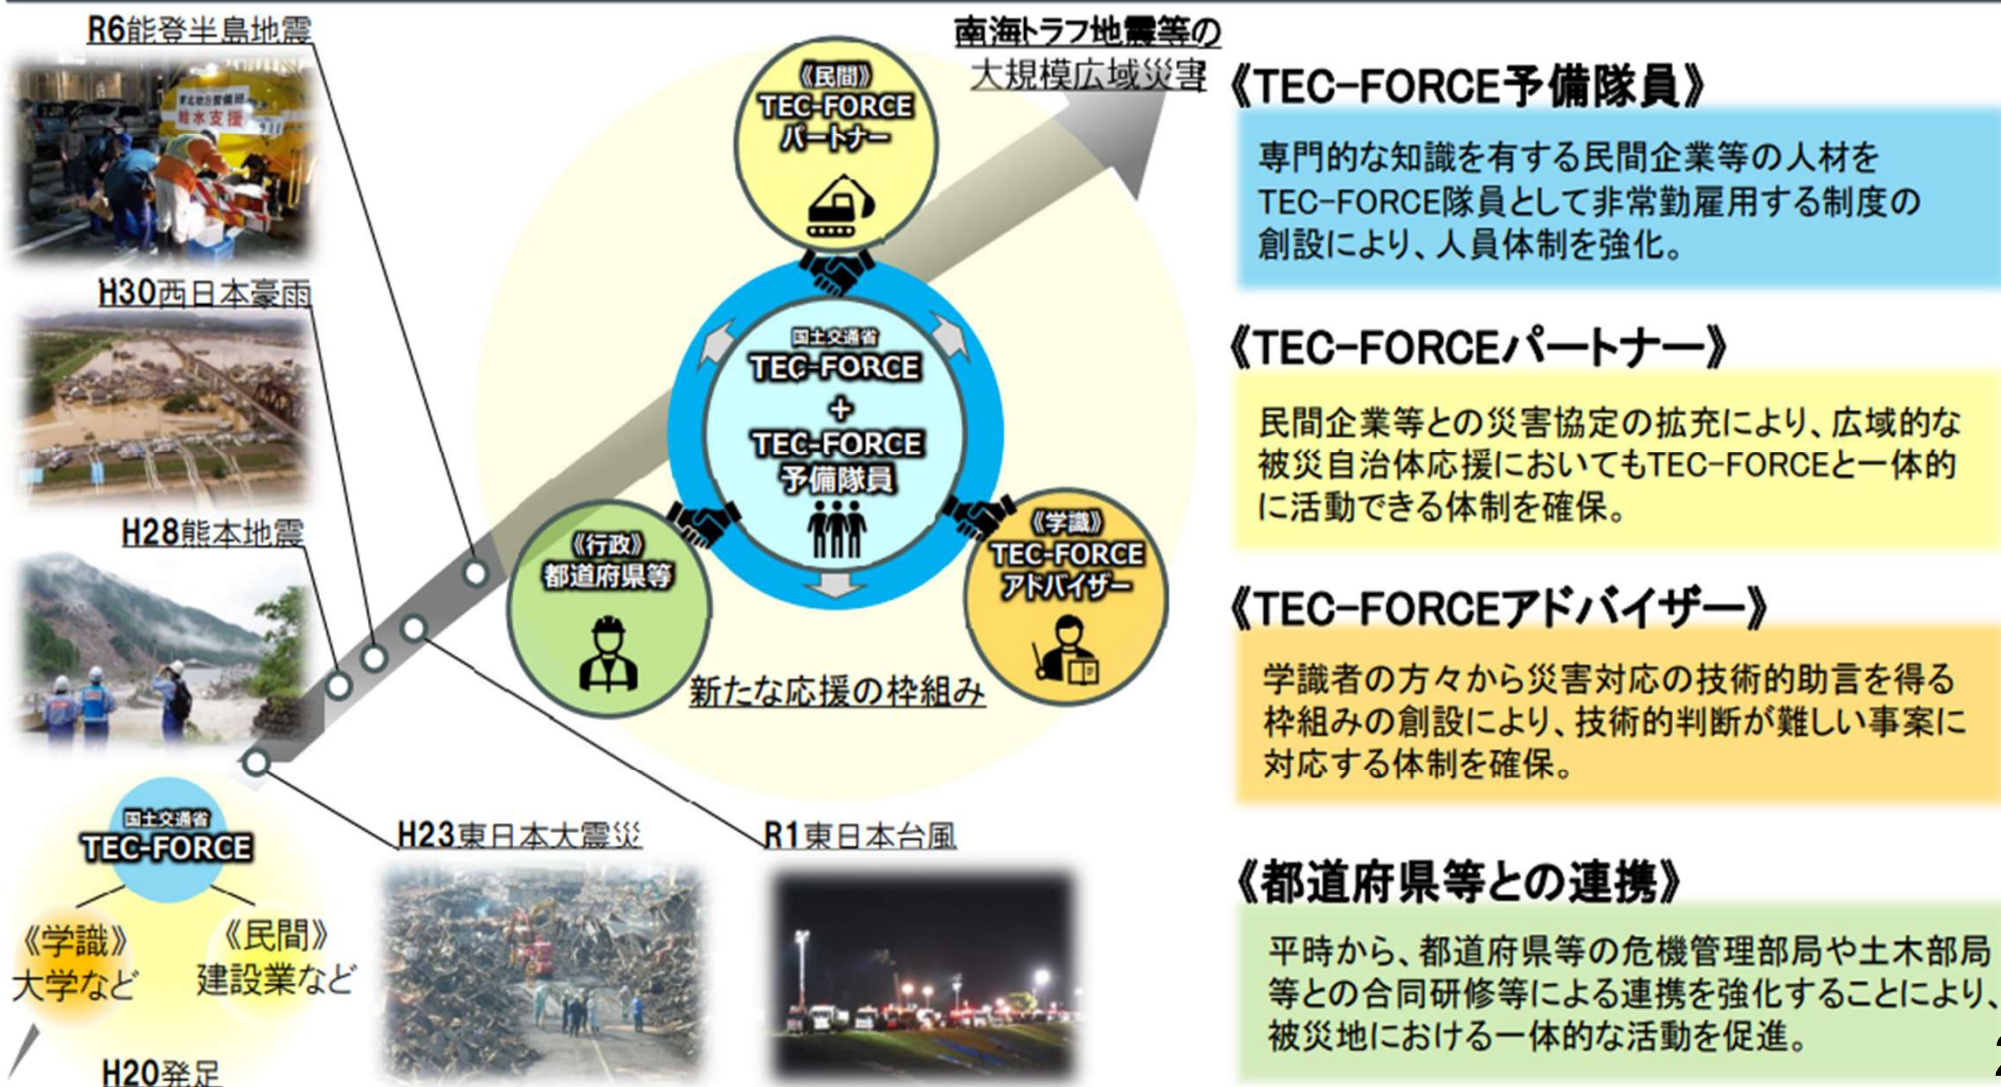 R6能登半島地震
給水支援
H30西日本豪雨
H28熊本地震
南海トラフ地震等の
大規模広域災害
《民間》
TEC-FORCE
パートナー
国土交通省
TEC-FORCE
+
TEC-FORCE
予備隊員
《行政》
都道府県等
《学識》
TEC-FORCE
アドバイザー
新たな応援の枠組み
国土交通省
TEC-FORCE
《学識》
大学など
《民間》
建設業など
H20発足
H23東日本大震災
R1東日本台風
《TEC-FORCE予備隊員》
専門的な知識を有する民間企業等の人材を
TEC-FORCE隊員として非常勤雇用する制度の
創設により、人員体制を強化。
《TEC-FORCEパートナー》
民間企業等との災害協定の拡充により、広域的な
被災自治体応援においてもTEC-FORCEと一体的
に活動できる体制を確保。
《TEC-FORCEアドバイザー》
学識者の方々から災害対応の技術的助言を得る
枠組みの創設により、技術的判断が難しい事案に
対応する体制を確保。
《都道府県等との連携》
平時から、都道府県等の危機管理部局や土木部局
等との合同研修等による連携を強化することにより、
被災地における一体的な活動を促進。